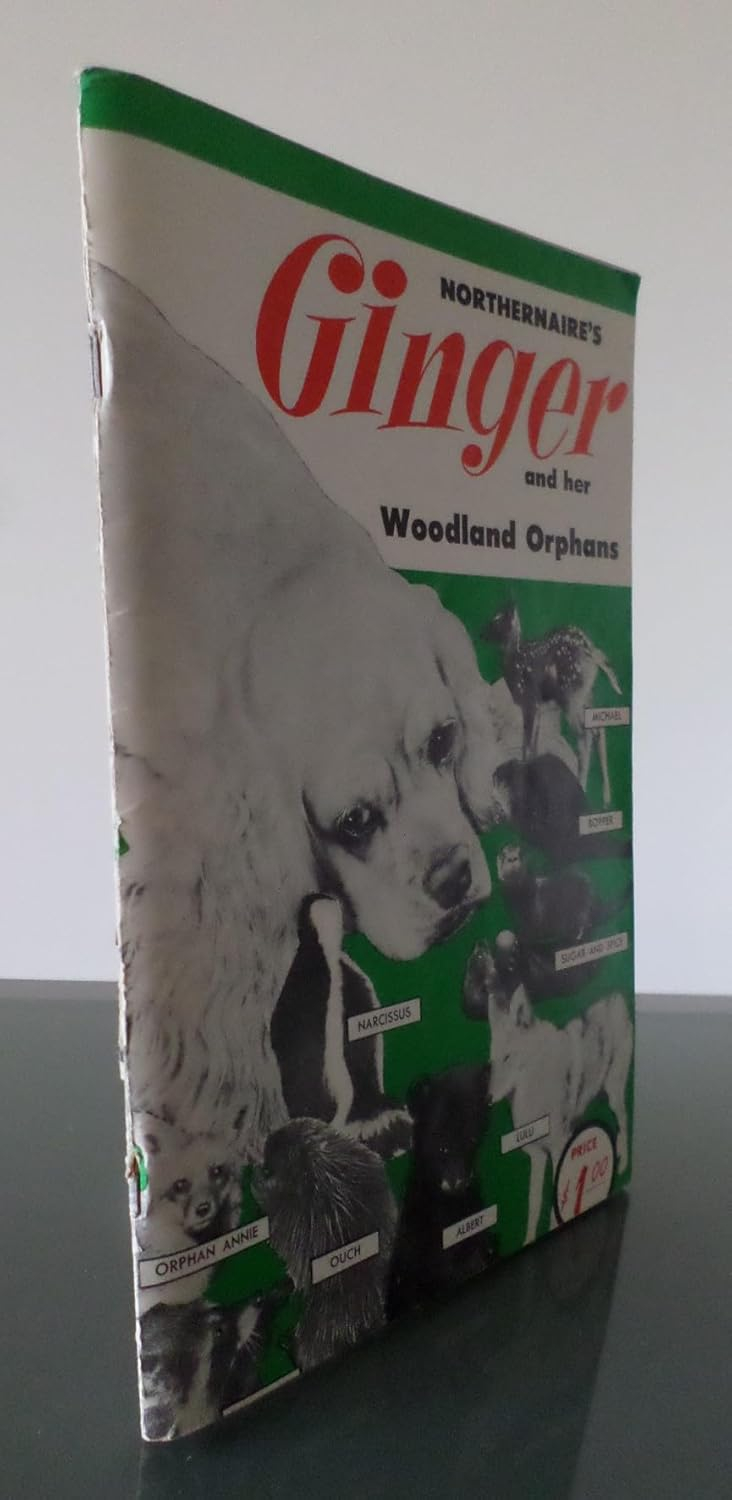 NORTHERNAIRE'S
Ginger
and her
Woodland Orphans
MICHAEL
BOPPER
SUGAR AND SPICE
NARCISSUS
LULU
PRICE
$1.00
ALBERT
ORPHAN ANNIE
OUCH